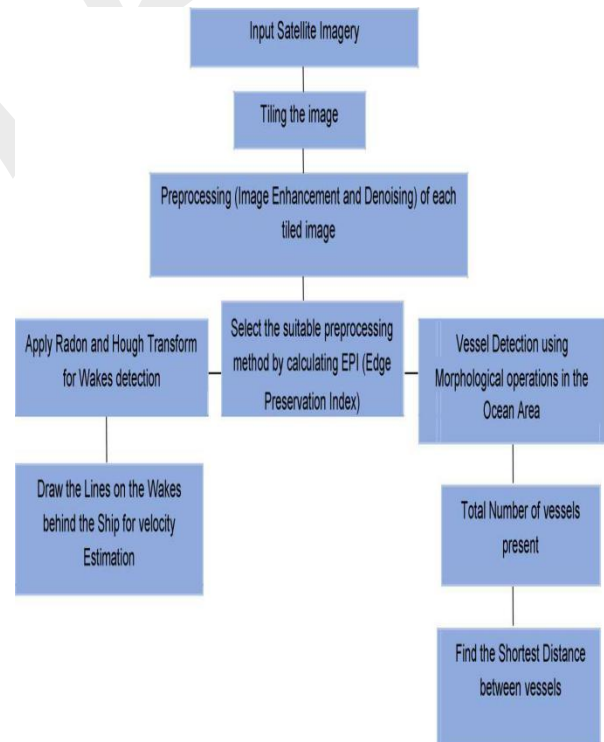 Input Satellite Imagery
Tiling the image
Preprocessing (Image Enhancement and Denoising) of each
tiled image
Apply Radon and Hough Transform
for Wakes detection
Select the suitable preprocessing
method by calculating EPI (Edge
Preservation Index)
Vessel Detection using
Morphological operations in the
Ocean Area
Draw the Lines on the Wakes
behind the Ship for velocity
Estimation
Total Number of vessels
present
Find the Shortest Distance
between vessels